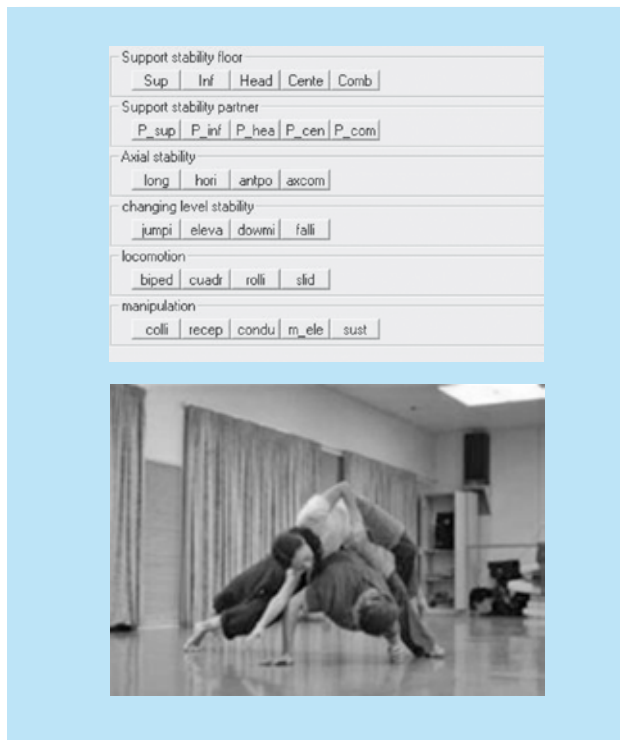 Support stability floor
Sup Inf Head Cente Comb
Support stability partner
P_sup P_inf P_hea P_cen P_com
Axial stability
long hori antpo axcom
changing level stability
jumpi eleva dowmi falli
locomotion
biped cuadr rolli slid
manipulation
colli recep condu m_ele sust